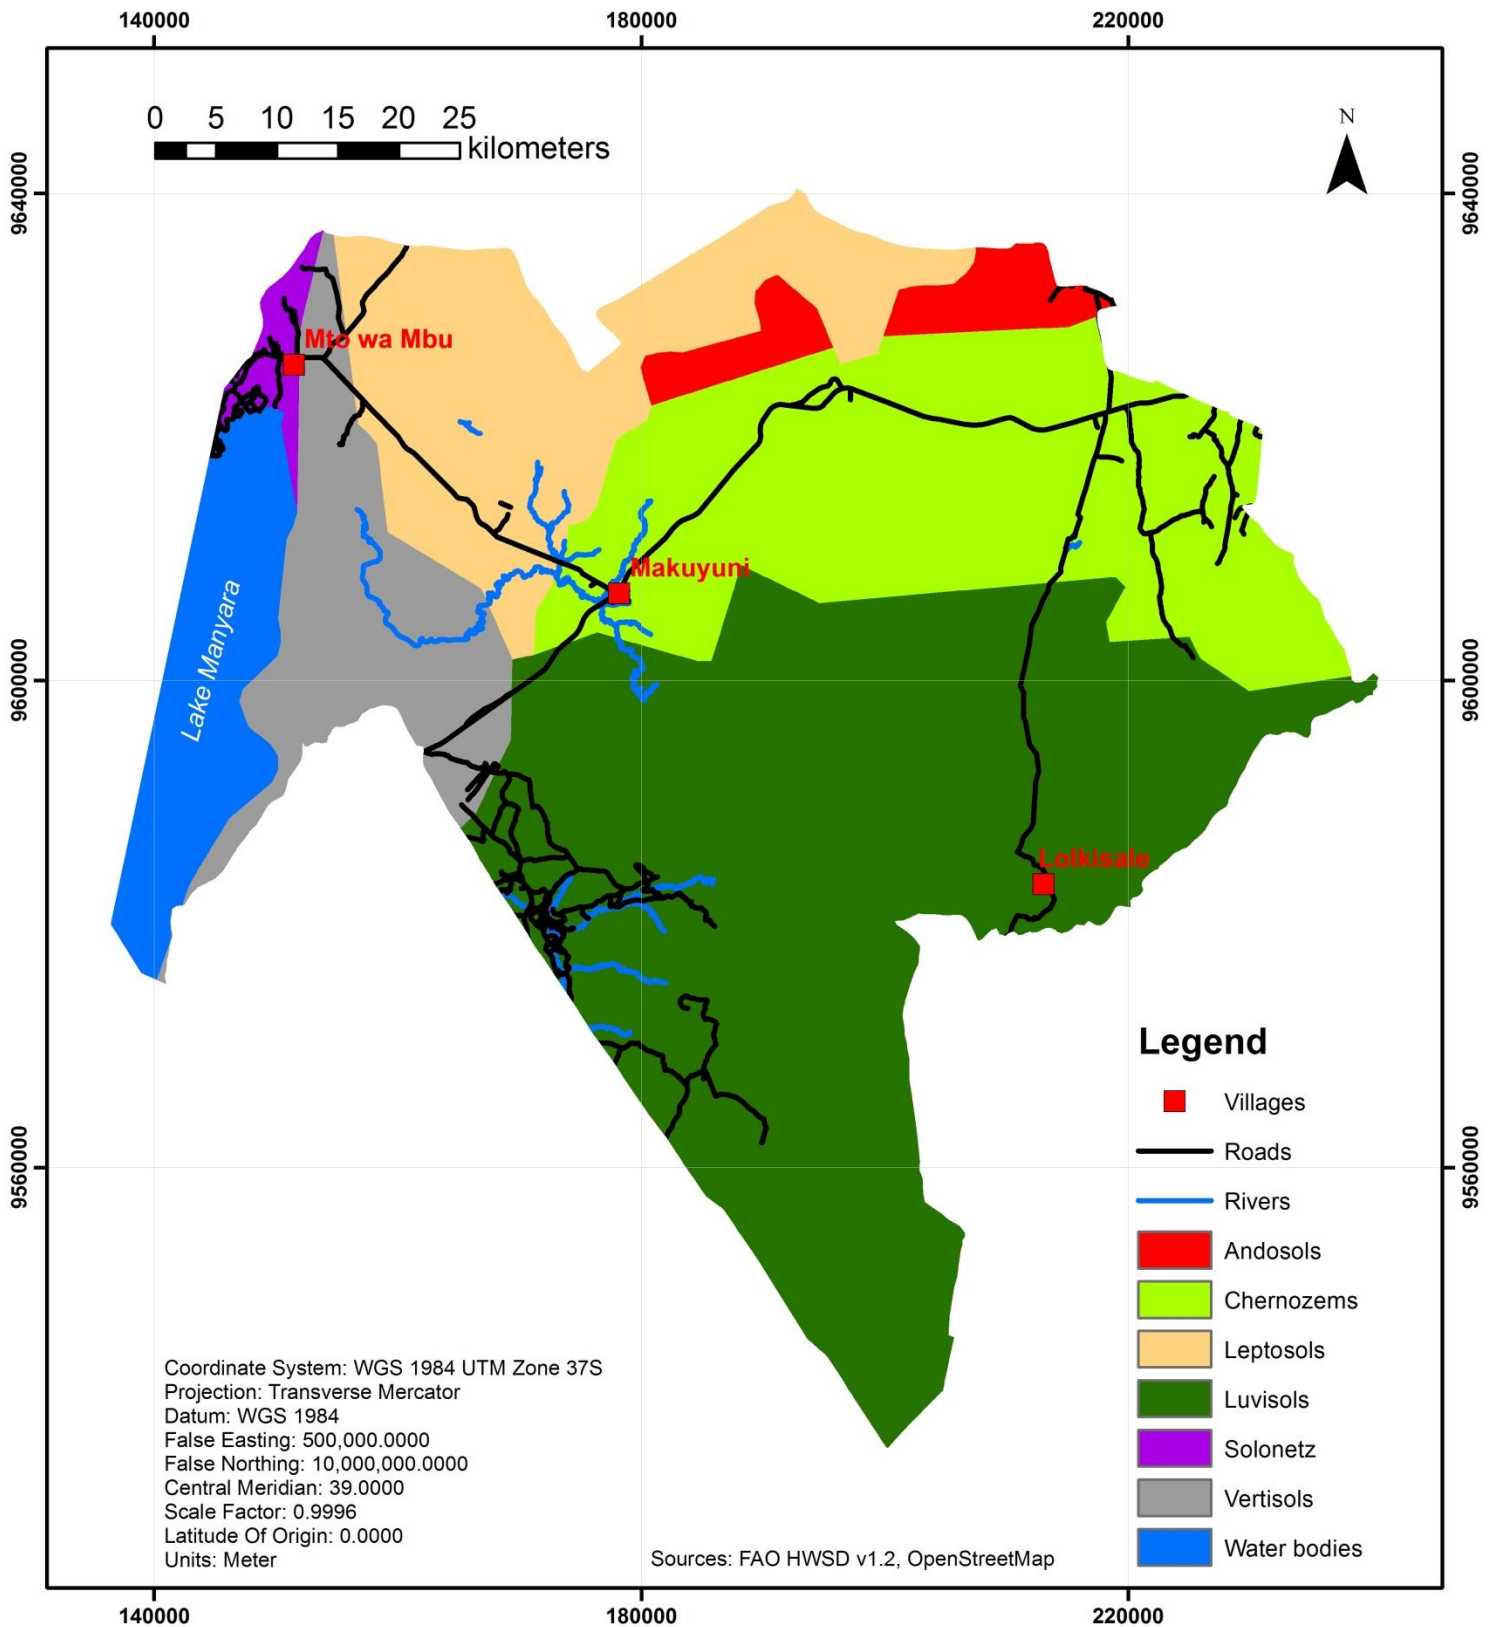 140000 180000 220000
0 5 10 15 20 25
kilometers
N
9640000 9640000
Mto wa Mbu
Makuyuni
Lake Manyara
9600000 9600000
Lolkisale
Legend
Villages
Roads
9560000 9560000
Rivers
Andosols
Chernozems
Leptosols
Luvisols
Solonetz
Vertisols
Water bodies
Coordinate System: WGS 1984 UTM Zone 37S
Projection: Transverse Mercator
Datum: WGS 1984
False Easting: 500,000.0000
False Northing: 10,000,000.0000
Central Meridian: 39.0000
Scale Factor: 0.9996
Latitude Of Origin: 0.0000
Units: Meter
Sources: FAO HWSD v1.2, OpenStreetMap
140000 180000 220000